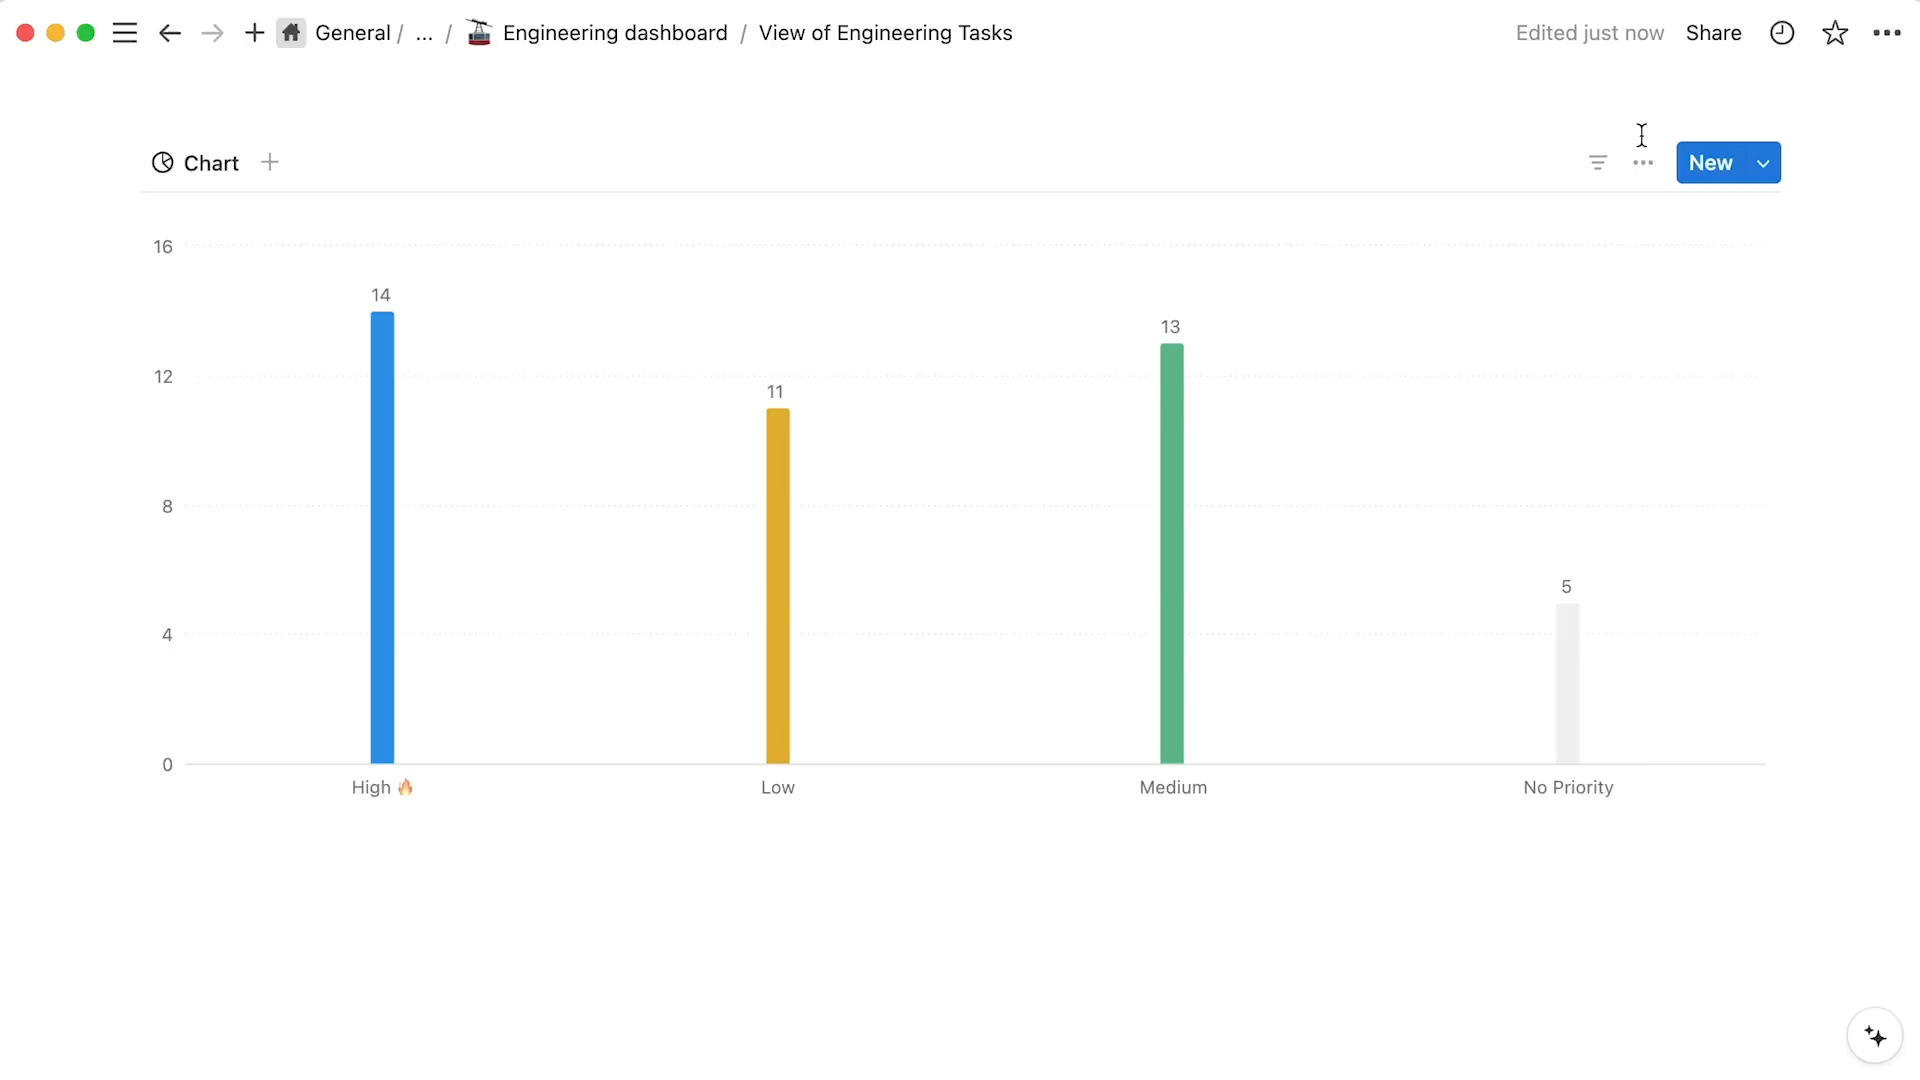 General / ... / Engineering dashboard / View of Engineering Tasks
Edited just now Share
Chart
New
16
14
13
12
11
8
5
4
0
High 🔥 Low Medium No Priority